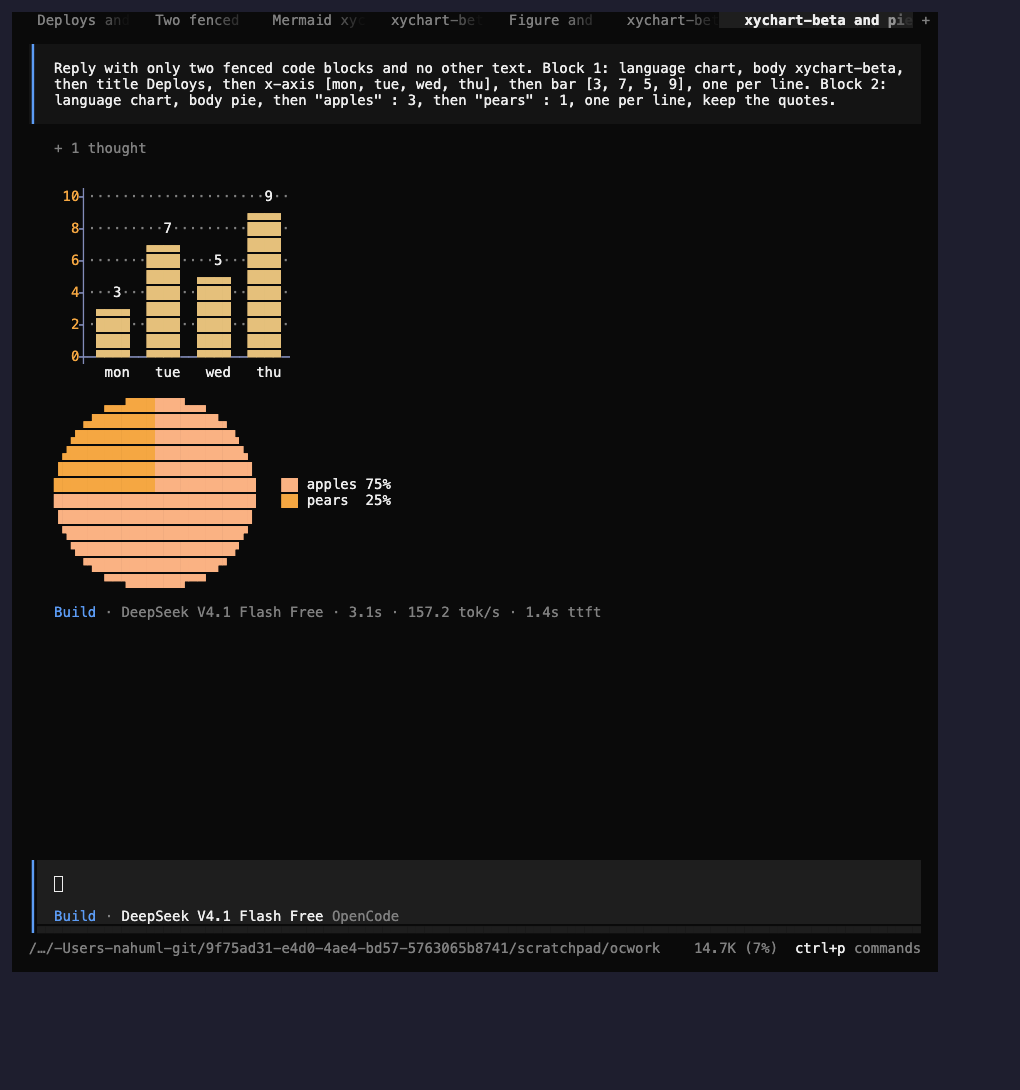 Deploys and Two fenced Mermaid xyc xychart-be Figure and xychart-be xychart-beta and pie +
Reply with only two fenced code blocks and no other text. Block 1: language chart, body xychart-beta,
then title Deploys, then x-axis [mon, tue, wed, thu], then bar [3, 7, 5, 9], one per line. Block 2:
language chart, body pie, then "apples" : 3, then "pears" : 1, one per line, keep the quotes.
+ 1 thought
10 9
8 7
6 5
4 3
2
0
mon tue wed thu
apples 75%
pears 25%
Build · DeepSeek V4.1 Flash Free · 3.1s · 157.2 tok/s · 1.4s ttft
Build · DeepSeek V4.1 Flash Free OpenCode
/…/-Users-nahuml-git/9f75ad31-e4d0-4ae4-bd57-5763065b8741/scratchpad/ocwork 14.7K (7%) ctrl+p commands